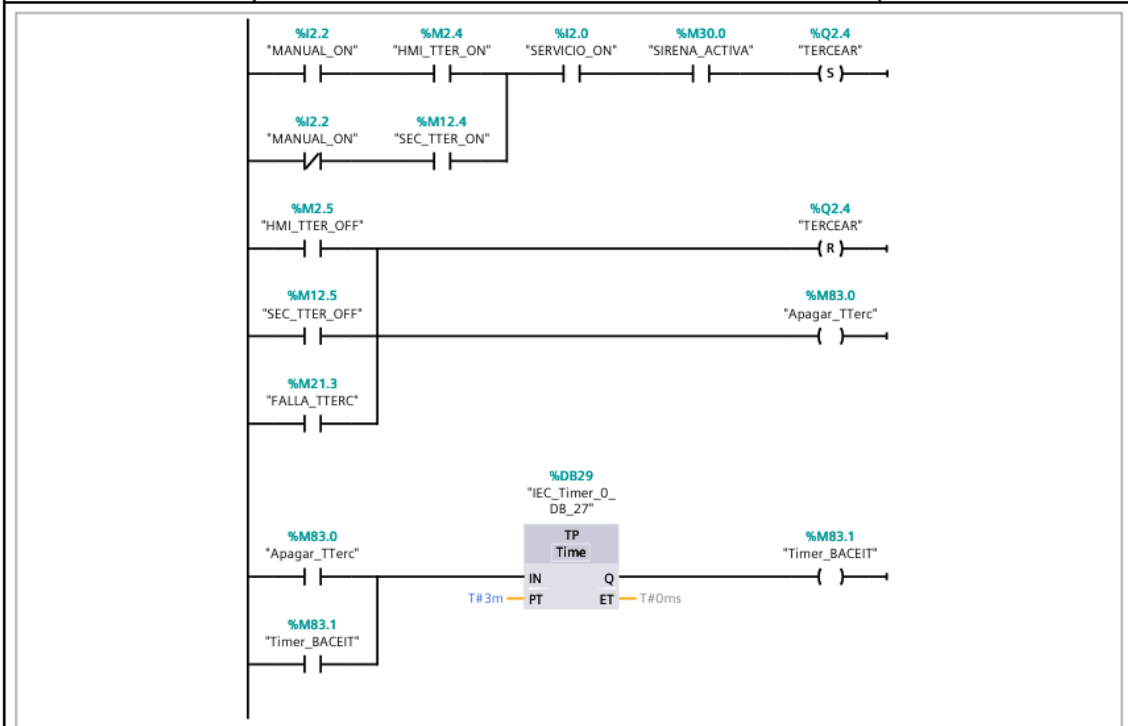 %I2.2 %M2.4 %I2.0 %M30.0 %Q2.4
"MANUAL_ON" "HMI_TTER_ON" "SERVICIO_ON" "SIRENA_ACTIVA" "TERCEAR"
S
%I2.2 %M12.4
"MANUAL_ON" "SEC_TTER_ON"
%M2.5 %Q2.4
"HMI_TTER_OFF" "TERCEAR"
R
%M12.5 %M83.0
"SEC_TTER_OFF" "Apagar_TTerc"
%M21.3
"FALLA_TTERC"
%DB29
"IEC_Timer_0_
DB_27"
%M83.0 TP %M83.1
"Apagar_TTerc" Time "Timer_BACEIT"
IN Q
T#3m PT ET T#0ms
%M83.1
"Timer_BACEIT"